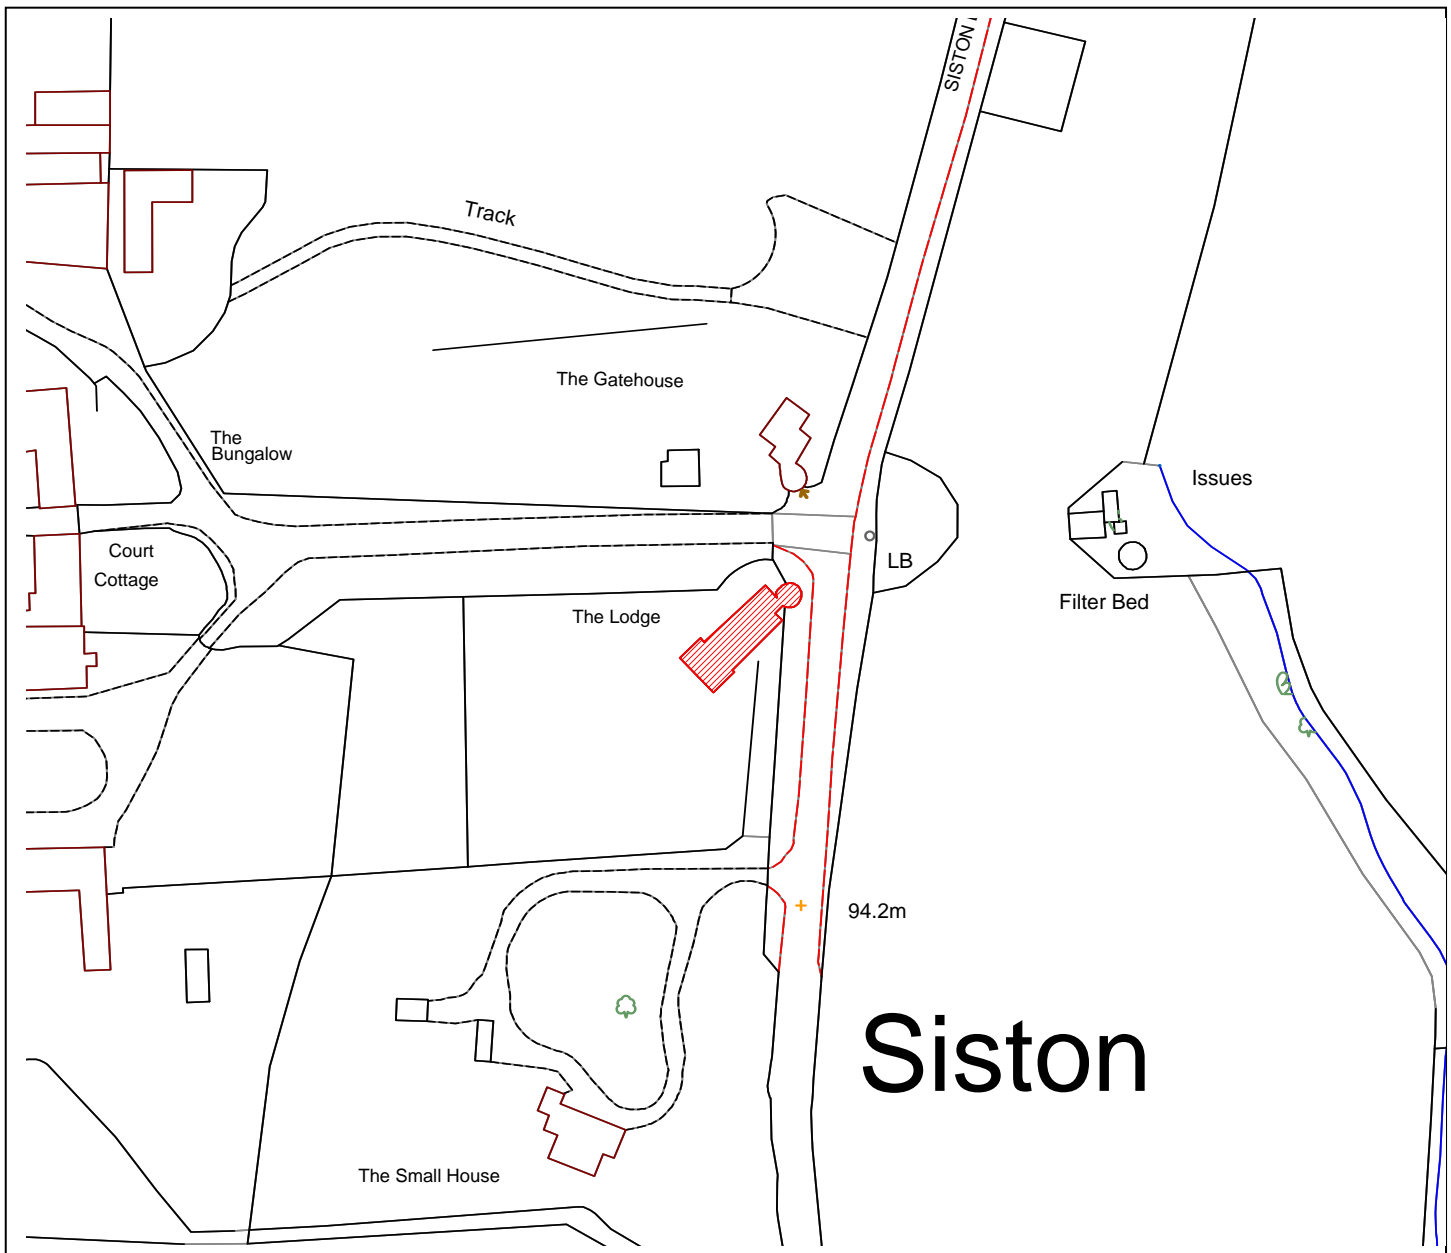 SISTON
Track
The Gatehouse
The
Bungalow
Issues
Court
Cottage
LB
The Lodge
Filter Bed
94.2m
Siston
The Small House